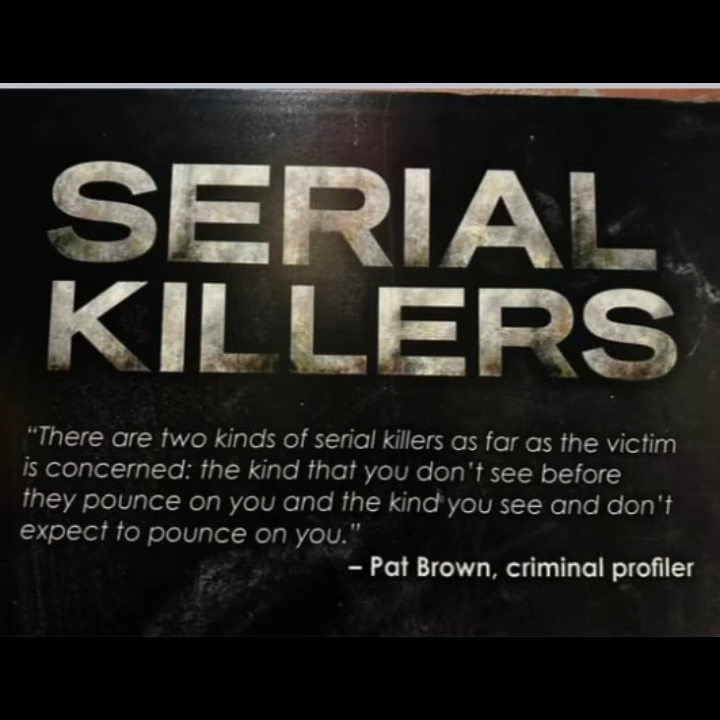 SERIAL
KILLERS
“There are two kinds of serial killers as far as the victim
is concerned: the kind that you don't see before
they pounce on you and the kind you see and don't
expect to pounce on you.”
– Pat Brown, criminal profiler